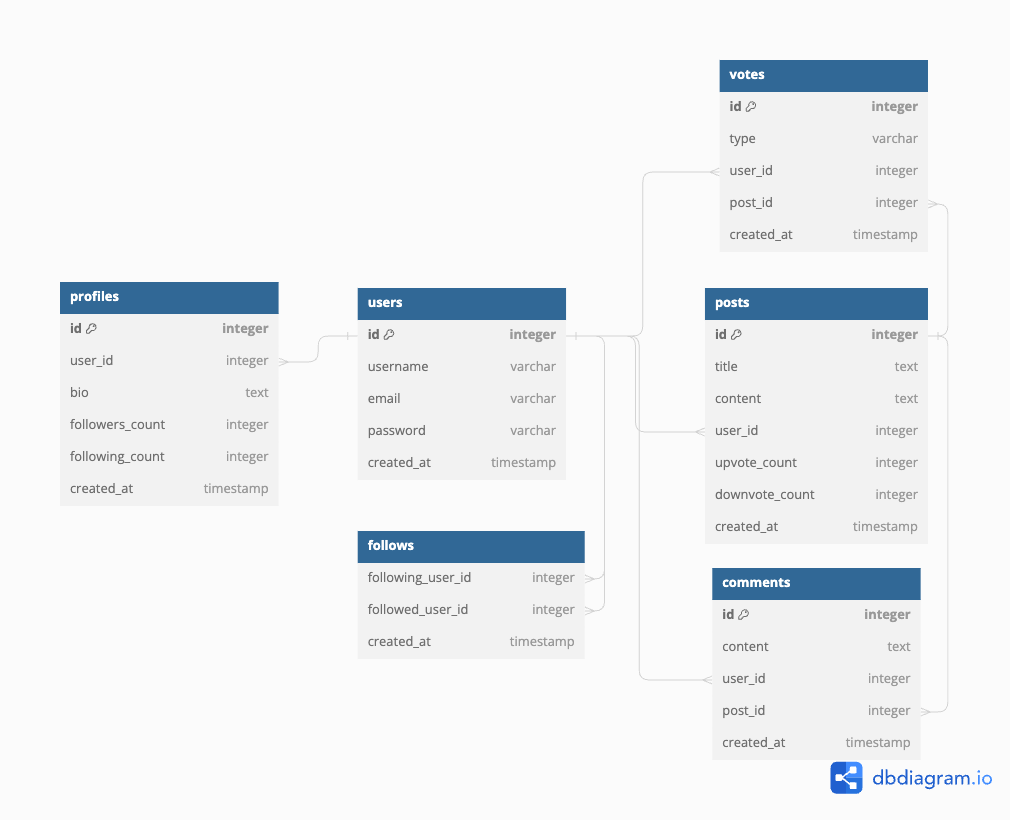 votes
id integer
type varchar
user_id integer
post_id integer
created_at timestamp
profiles
id integer
user_id integer
bio text
followers_count integer
following_count integer
created_at timestamp
users
id integer
username varchar
email varchar
password varchar
created_at timestamp
posts
id integer
title text
content text
user_id integer
upvote_count integer
downvote_count integer
created_at timestamp
follows
following_user_id integer
followed_user_id integer
created_at timestamp
comments
id integer
content text
user_id integer
post_id integer
created_at timestamp
dbdiagram.io